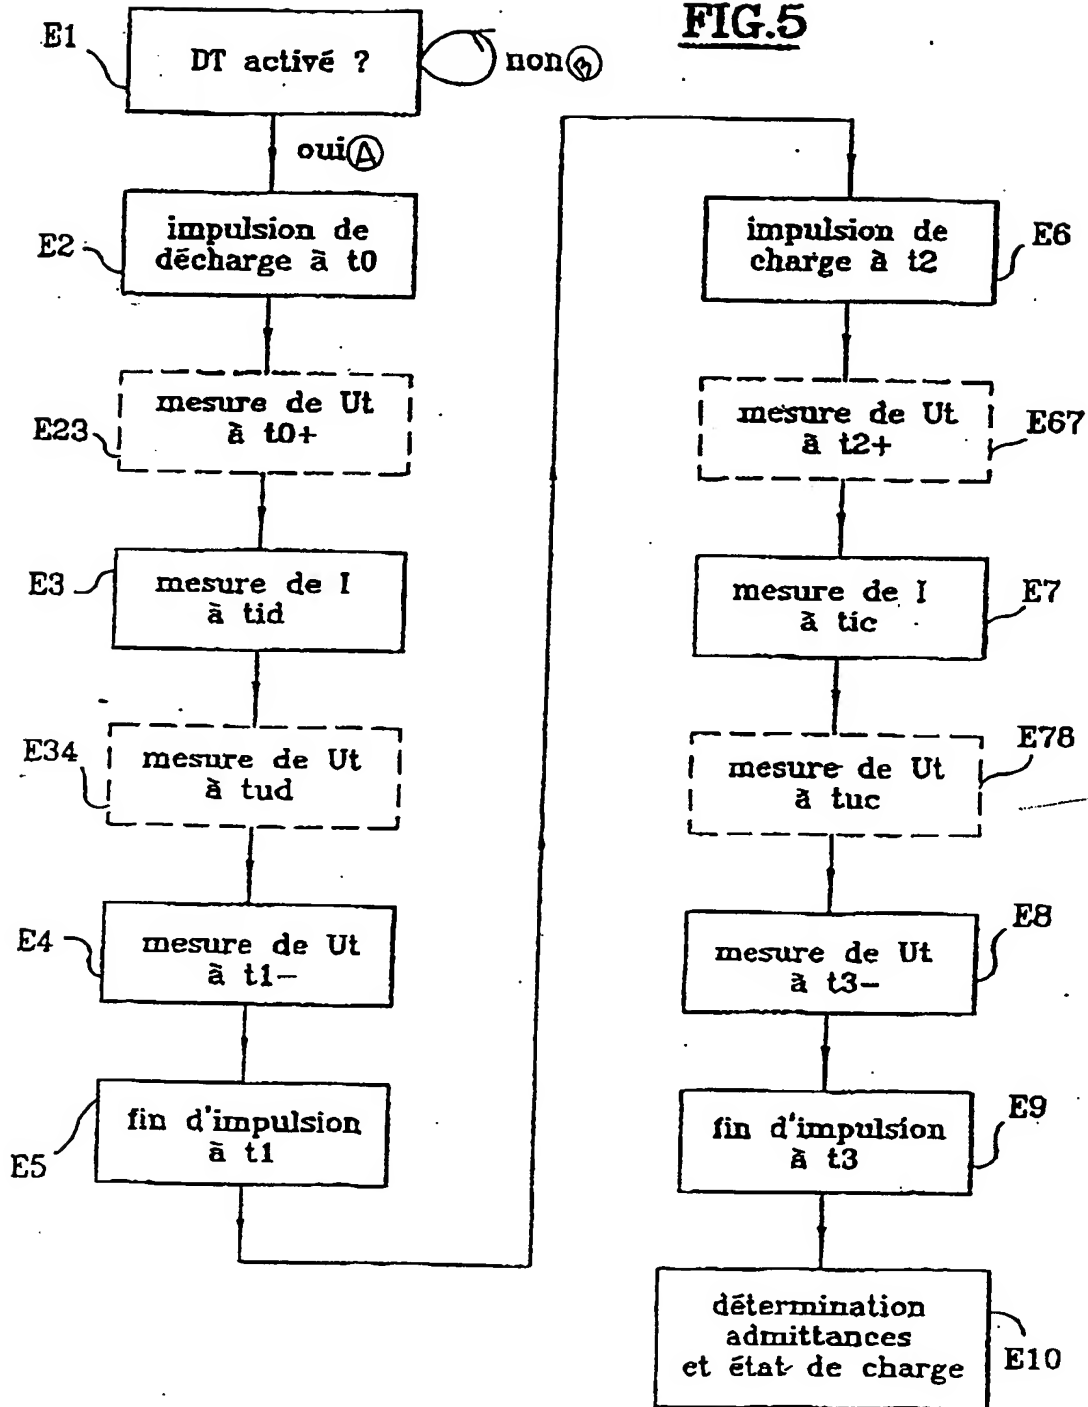 FIG.5
E1
DT activé ?
non B
oui A
E2
impulsion de
décharge à t0
E23
mesure de Ut
à t0+
E3
mesure de I
à tid
E34
mesure de Ut
à tud
E4
mesure de Ut
à t1-
E5
fin d'impulsion
à t1
E6
impulsion de
charge à t2
E67
mesure de Ut
à t2+
E7
mesure de I
à tic
E78
mesure de Ut
à tuc
E8
mesure de Ut
à t3-
E9
fin d'impulsion
à t3
E10
détermination
admittances
et état de charge